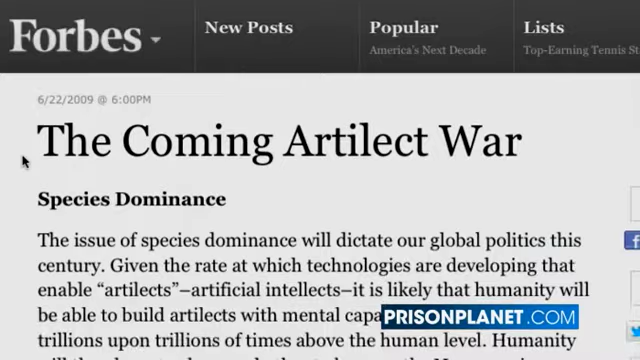 Forbes
New Posts
Popular
America's Next Decade
Lists
Top-Earning Tennis
6/22/2009 @ 6:00PM
The Coming Artilect War
Species Dominance
The issue of species dominance will dictate our global politics this
century. Given the rate at which technologies are developing that
enable “artilects”–artificial intellects–it is likely that humanity will
be able to build artilects with mental
trillions upon trillions of times above the human level. Humanity
PRISONPLANET.COM